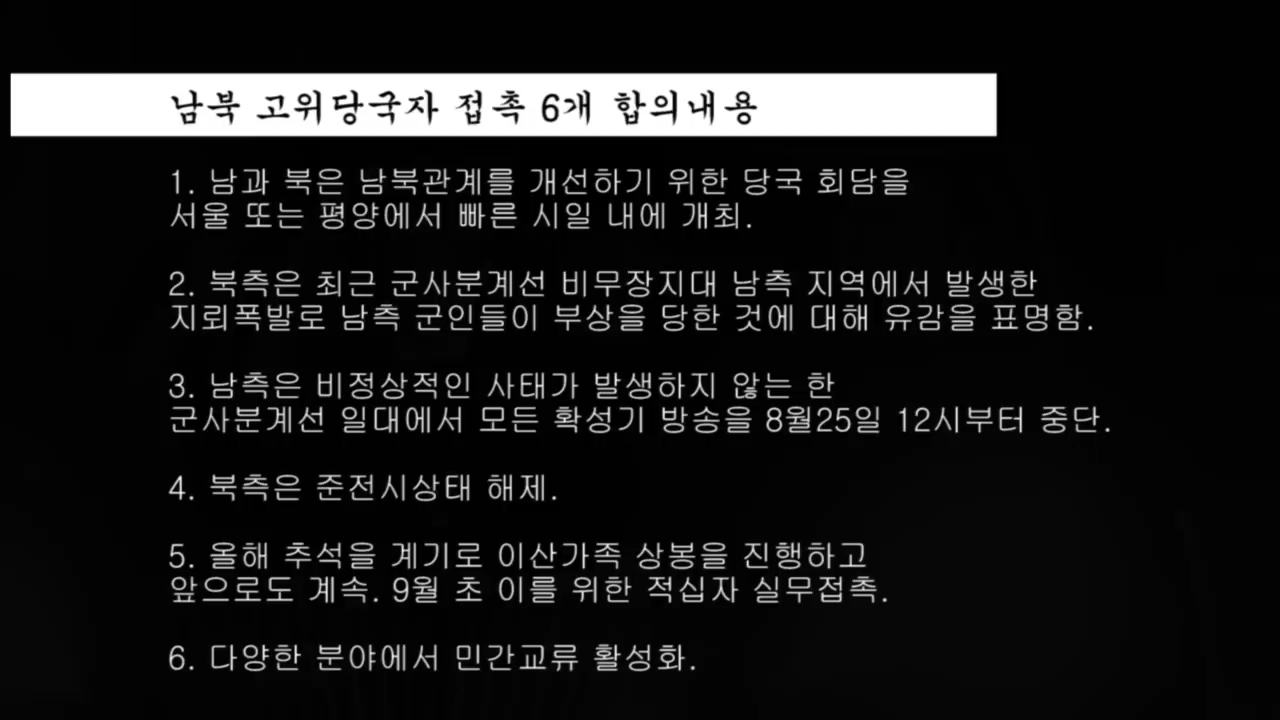 남북 고위당국자 접촉 6개 합의내용
1. 남과 북은 남북관계를 개선하기 위한 당국 회담을
서울 또는 평양에서 빠른 시일 내에 개최.
2. 북측은 최근 군사분계선 비무장지대 남측 지역에서 발생한
지뢰폭발로 남측 군인들이 부상을 당한 것에 대해 유감을 표명함.
3. 남측은 비정상적인 사태가 발생하지 않는 한
군사분계선 일대에서 모든 확성기 방송을 8월25일 12시부터 중단.
4. 북측은 준전시상태 해제.
5. 올해 추석을 계기로 이산가족 상봉을 진행하고
앞으로도 계속. 9월 초 이를 위한 적십자 실무접촉.
6. 다양한 분야에서 민간교류 활성화.